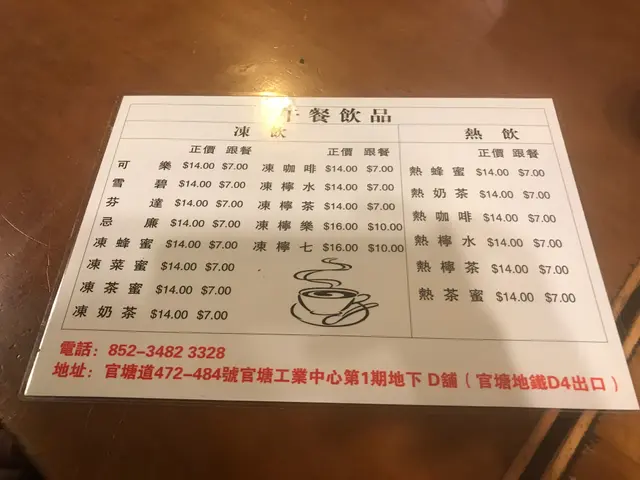 午餐飲品
凍飲
正價 跟餐 正價 跟餐
可樂 $14.00 $7.00 凍咖啡 $14.00 $7.00
雪碧 $14.00 $7.00 凍檸水 $14.00 $7.00
芬達 $14.00 $7.00 凍檸茶 $14.00 $7.00
忌廉 $14.00 $7.00 凍檸樂 $16.00 $10.00
凍蜂蜜 $14.00 $7.00 凍檸七 $16.00 $10.00
凍菜蜜 $14.00 $7.00
凍茶蜜 $14.00 $7.00
凍奶茶 $14.00 $7.00
熱飲
正價 跟餐
熱蜂蜜 $14.00 $7.00
熱奶茶 $14.00 $7.00
熱咖啡 $14.00 $7.00
熱檸水 $14.00 $7.00
熱檸茶 $14.00 $7.00
熱茶蜜 $14.00 $7.00
電話：852-3482 3328
地址：官塘道472-484號官塘工業中心第1期地下 D舖（官塘地鐵D4出口）